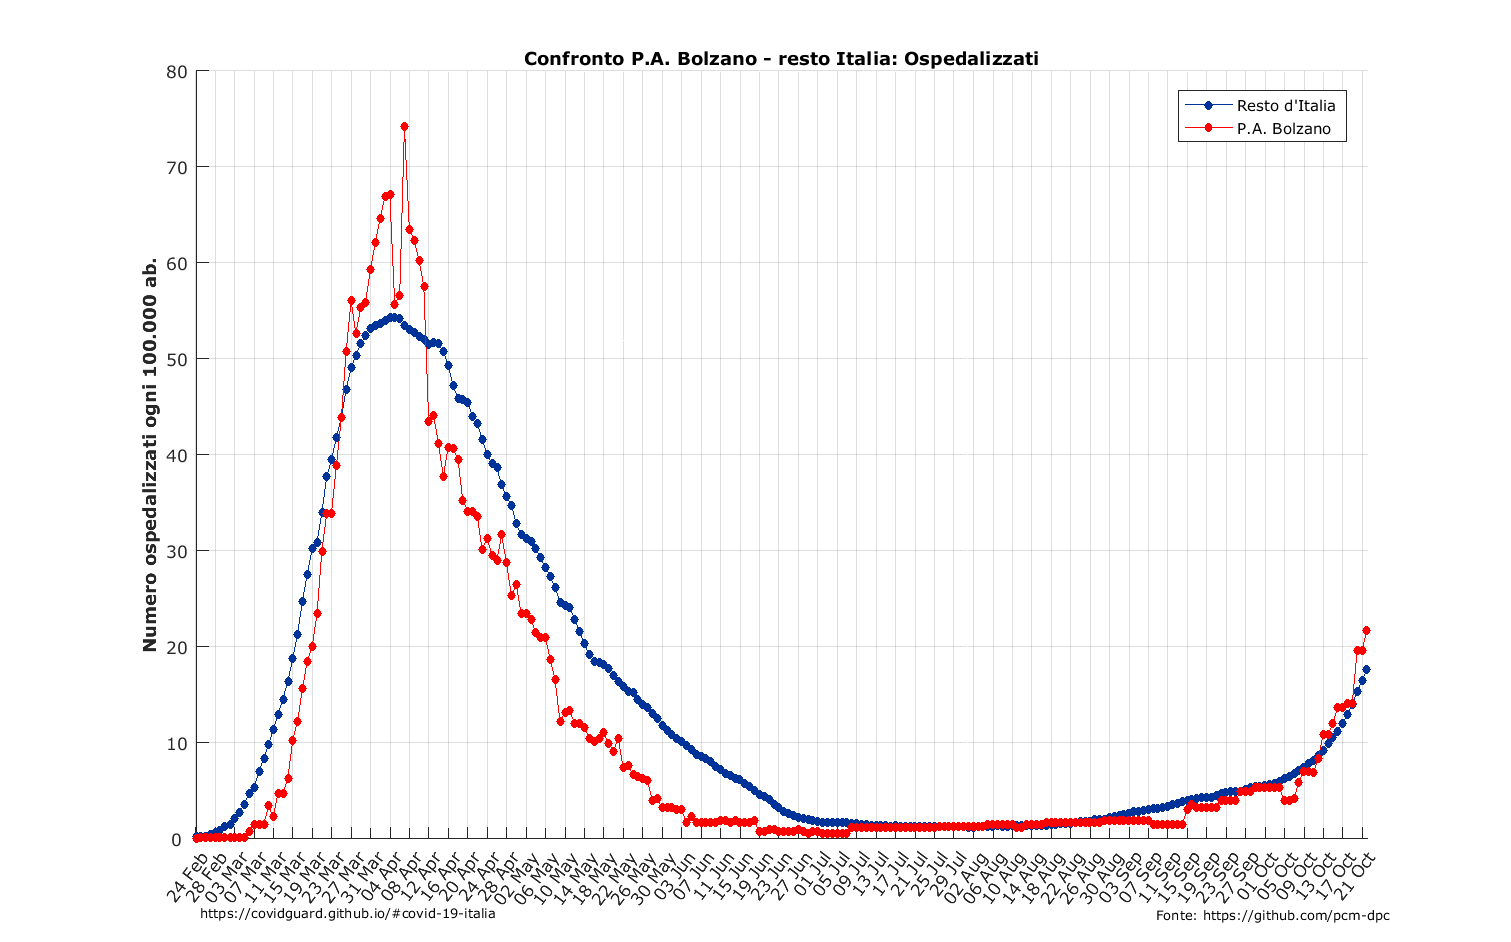 Confronto P.A. Bolzano - resto Italia: Ospedalizzati
Resto d'Italia
P.A. Bolzano
Numero ospedalizzati ogni 100.000 ab.
80
70
60
50
40
30
20
10
0
24 Feb
28 Feb
03 Mar
07 Mar
11 Mar
15 Mar
19 Mar
23 Mar
27 Mar
31 Mar
04 Apr
08 Apr
12 Apr
16 Apr
20 Apr
24 Apr
28 Apr
02 May
06 May
10 May
14 May
18 May
22 May
26 May
30 May
03 Jun
07 Jun
11 Jun
15 Jun
19 Jun
23 Jun
27 Jun
01 Jul
05 Jul
09 Jul
13 Jul
17 Jul
21 Jul
25 Jul
29 Jul
02 Aug
06 Aug
10 Aug
14 Aug
18 Aug
22 Aug
26 Aug
30 Aug
03 Sep
07 Sep
11 Sep
15 Sep
19 Sep
23 Sep
27 Sep
01 Oct
05 Oct
09 Oct
13 Oct
17 Oct
21 Oct
https://covidguard.github.io/#covid-19-italia
Fonte: https://github.com/pcm-dpc